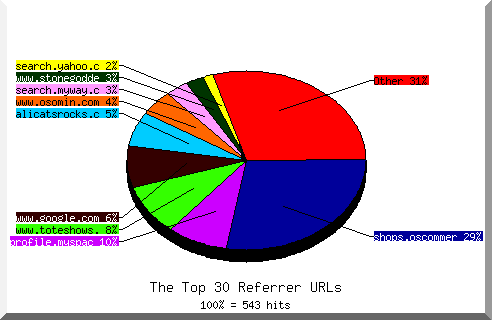 search.yahoo.c 2%
www.stonegodde 3%
search.myway.c 3%
www.osomin.com 4%
alicatsrocks.c 5%
Other 31%
www.google.com 6%
www.toteshows. 8%
profile.myspac 10%
shops.oscommer 29%
The Top 30 Referrer URLs
100% = 543 hits